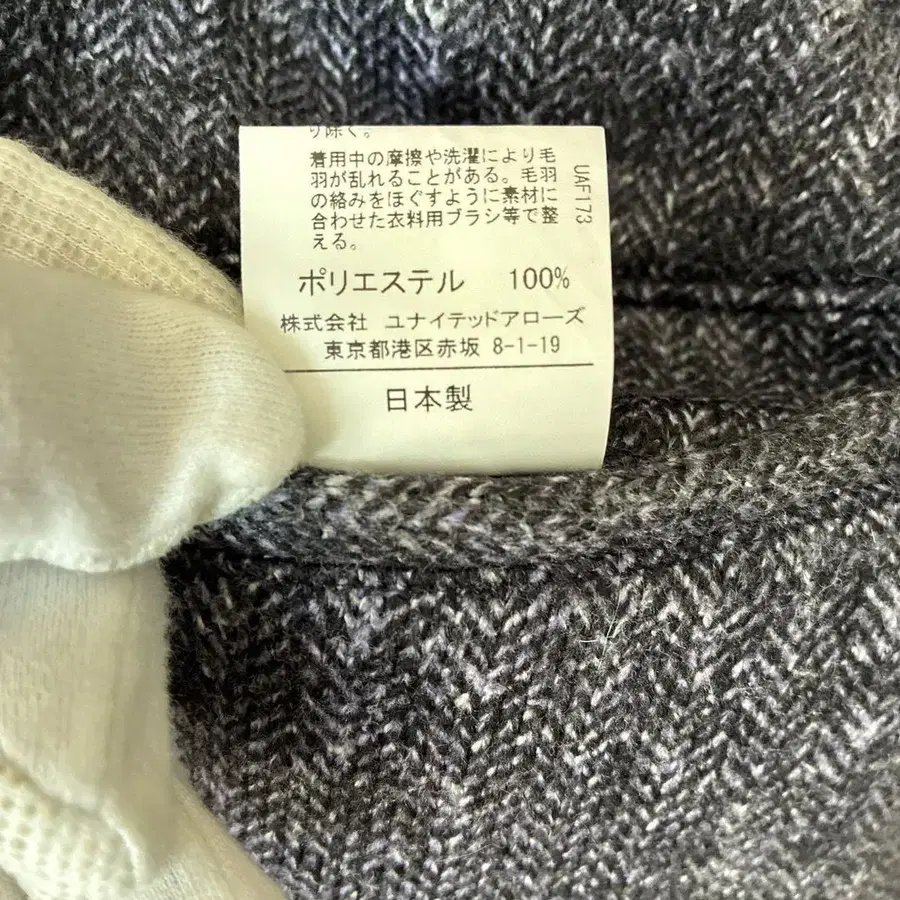 り除く。
着用中の摩擦や洗濯により毛
羽が乱れることがある。毛羽
の絡みをほぐすように素材に
合わせた衣料用ブラシ等で整
える。
UAF173
ポリエステル 100%
株式会社 ユナイテッドアローズ
東京都港区赤坂 8-1-19
日本製